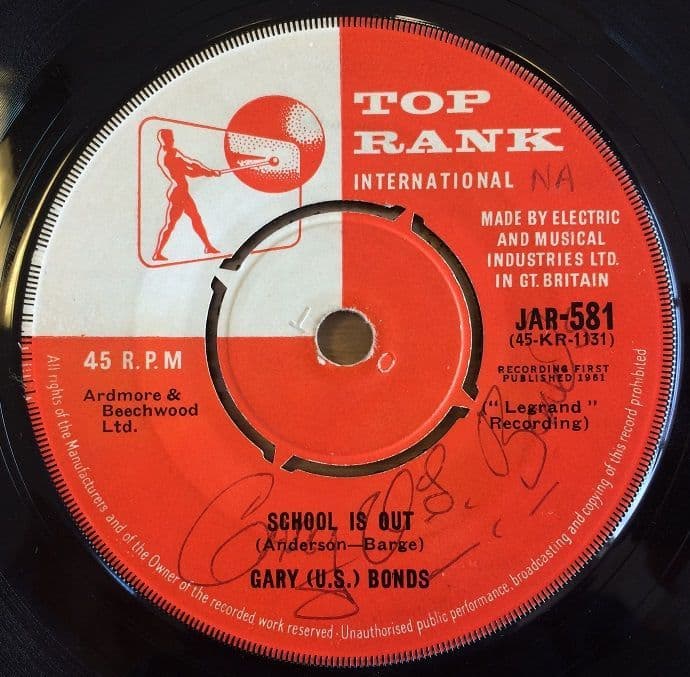 TOP
RANK
INTERNATIONAL NA
MADE BY ELECTRIC
AND MUSICAL
INDUSTRIES LTD.
IN GT. BRITAIN
JAR-581
(45-KR-1131)
45 R.P.M
RECORDING FIRST
PUBLISHED 1961
Ardmore &
Beechwood
Ltd.
("Legrand"
Recording)
Gary U.S. Bonds
SCHOOL IS OUT
(Anderson—Barge)
GARY (U.S.) BONDS
All rights of the Manufacturers and of the Owner of the recorded work reserved · Unauthorised public performance, broadcasting and copying of this record prohibited